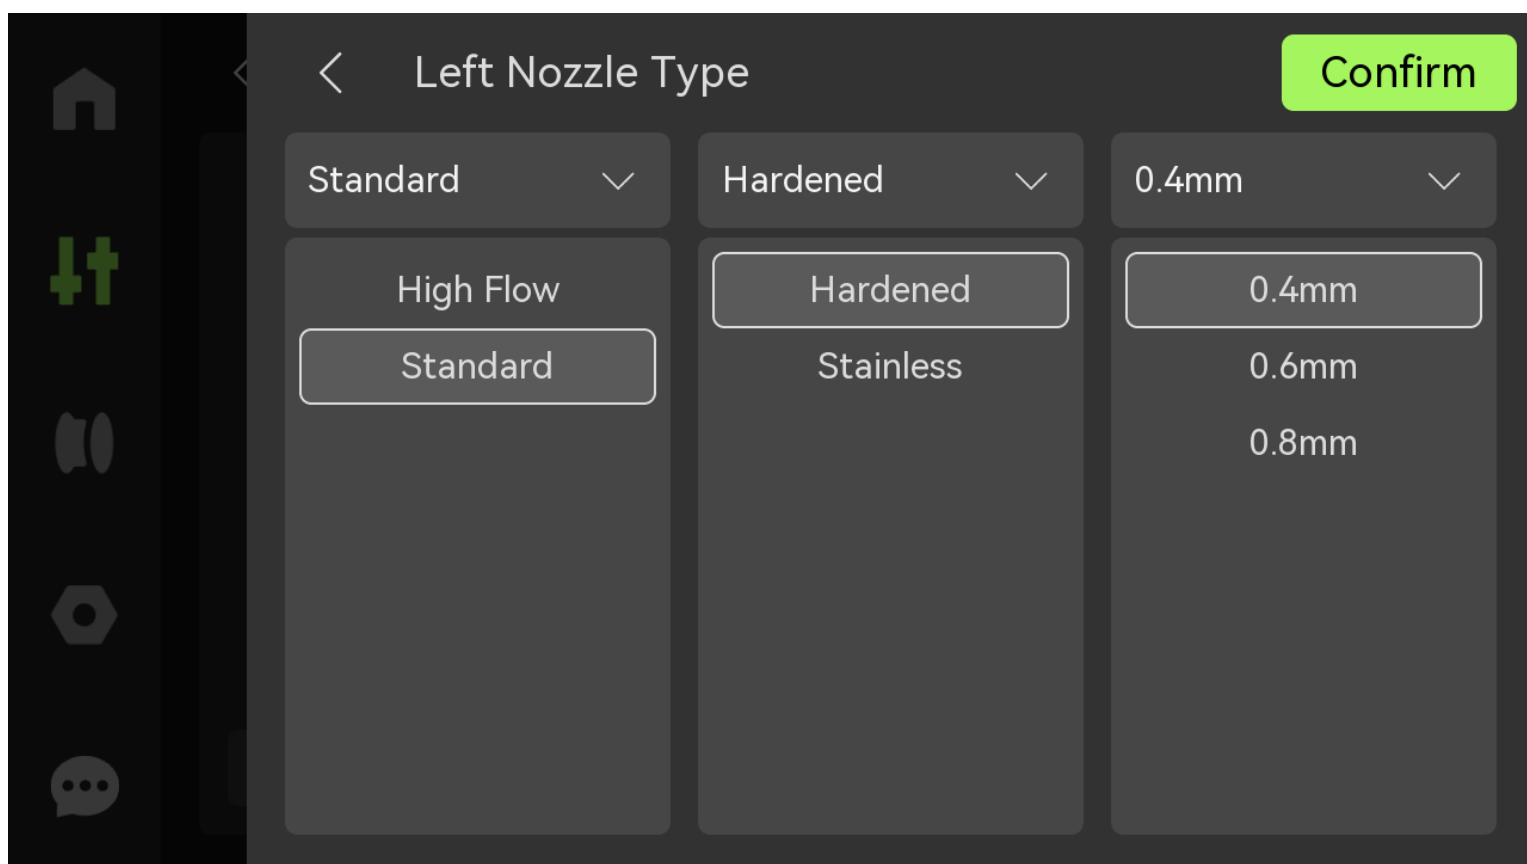 Left Nozzle Type
Confirm
Standard
Hardened
0.4mm
High Flow
Standard
Hardened
Stainless
0.4mm
0.6mm
0.8mm